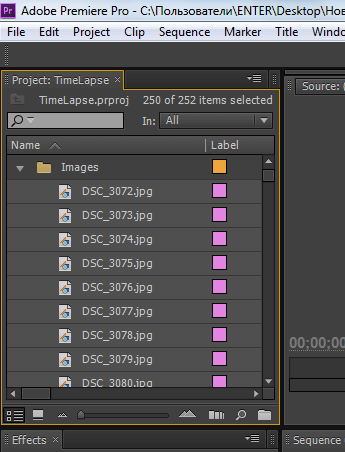 Pr Adobe Premiere Pro - C:\Пользователи\ENTER\Desktop\Нов
File Edit Project Clip Sequence Marker Title Windo
Project: TimeLapse × Source: (
TimeLapse.prproj 250 of 252 items selected
In: All
Name Label
Images
DSC_3072.jpg
DSC_3073.jpg
DSC_3074.jpg
DSC_3075.jpg
DSC_3076.jpg
DSC_3077.jpg
DSC_3078.jpg
00;00;0
DSC_3079.jpg
DSC_3080.jpg
Effects × Sequence